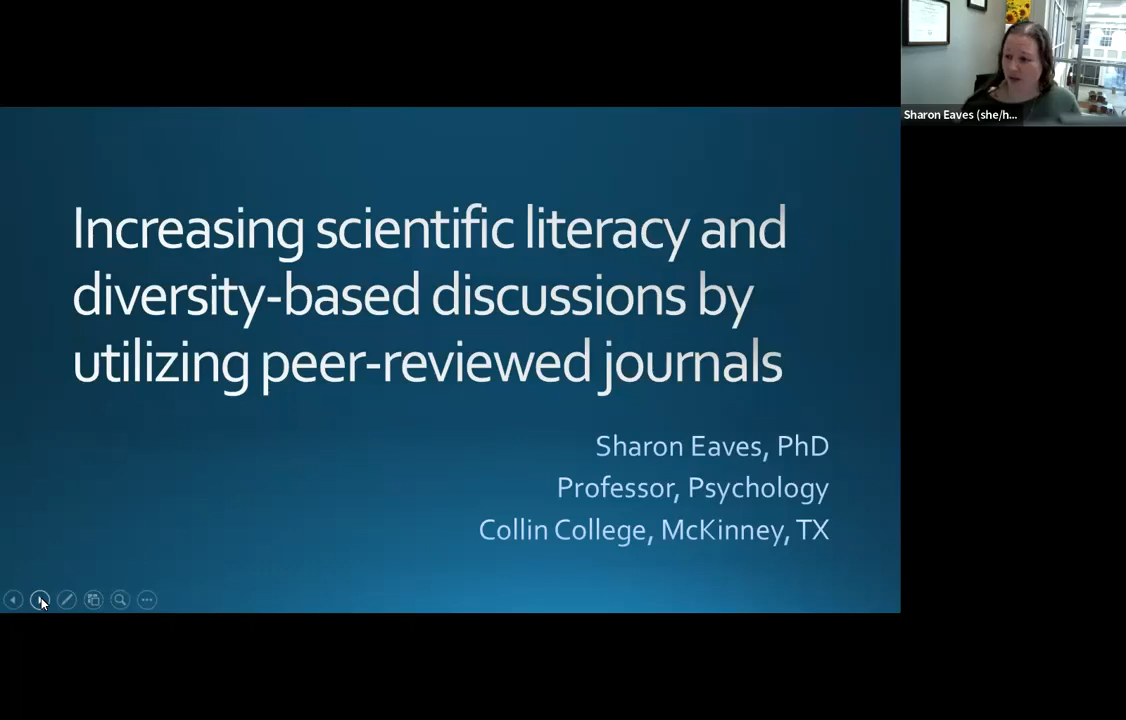 Sharon Eaves (she/h...
Increasing scientific literacy and
diversity-based discussions by
utilizing peer-reviewed journals
Sharon Eaves, PhD
Professor, Psychology
Collin College, McKinney, TX